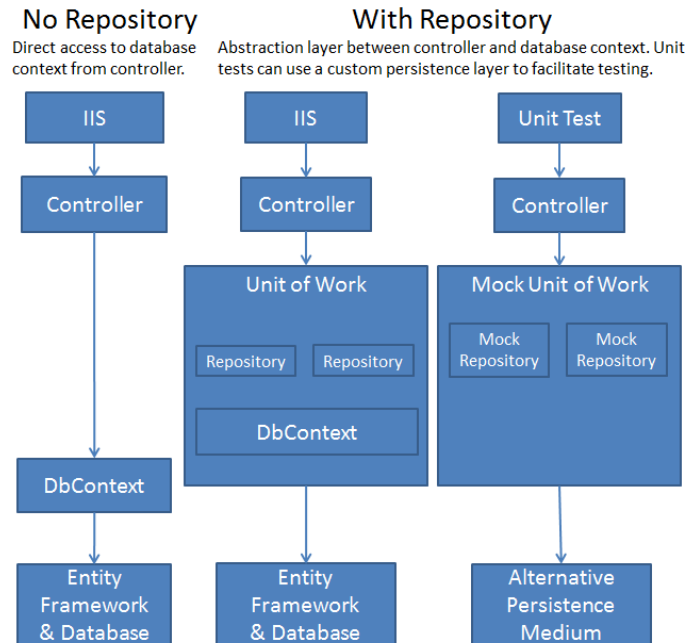 No Repository
Direct access to database
context from controller.
With Repository
Abstraction layer between controller and database context. Unit
tests can use a custom persistence layer to facilitate testing.
IIS
Controller
DbContext
Entity
Framework
& Database
IIS
Controller
Unit of Work
Repository
Repository
DbContext
Entity
Framework
& Database
Unit Test
Controller
Mock Unit of Work
Mock
Repository
Mock
Repository
Alternative
Persistence
Medium